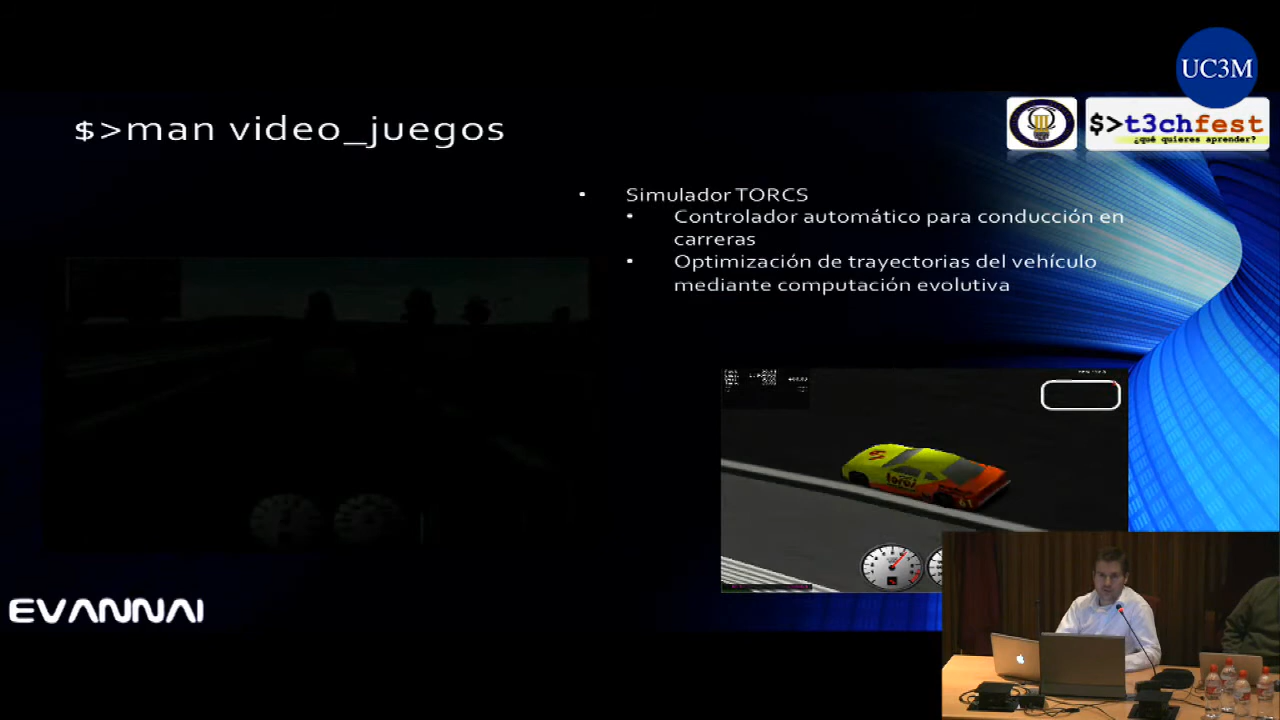 UC3M
$>man video_juegos
$>t3chfest
¿qué quieres aprender?
• Simulador TORCS
• Controlador automático para conducción en
carreras
• Optimización de trayectorias del vehículo
mediante computación evolutiva
torcs
EVANNAI